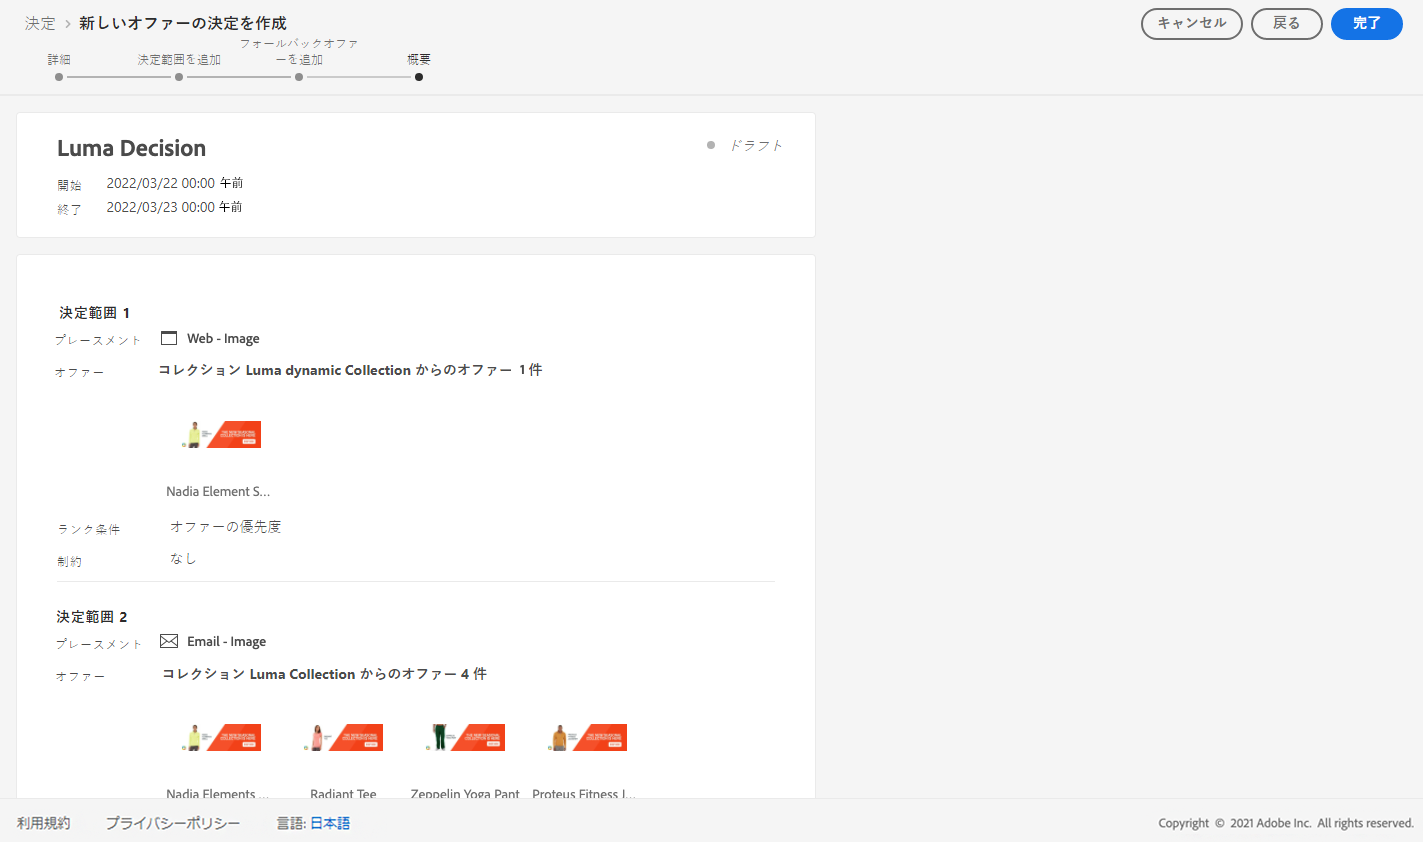 決定 > 新しいオファーの決定を作成
キャンセル
戻る
完了
詳細
決定範囲を追加
フォールバックオファ
ーを追加
概要
Luma Decision
ドラフト
開始 2022/03/22 00:00 午前
終了 2022/03/23 00:00 午前
決定範囲 1
プレースメント Web - Image
オファー コレクション Luma dynamic Collection からのオファー 1 件
Nadia Element S...
ランク条件 オファーの優先度
制約 なし
決定範囲 2
プレースメント Email - Image
オファー コレクション Luma Collection からのオファー 4 件
Nadia Elements ... Radiant Tee Zeppelin Yoga Pant Proteus Fitness J...
利用規約 プライバシーポリシー 言語: 日本語
Copyright © 2021 Adobe Inc. All rights reserved.